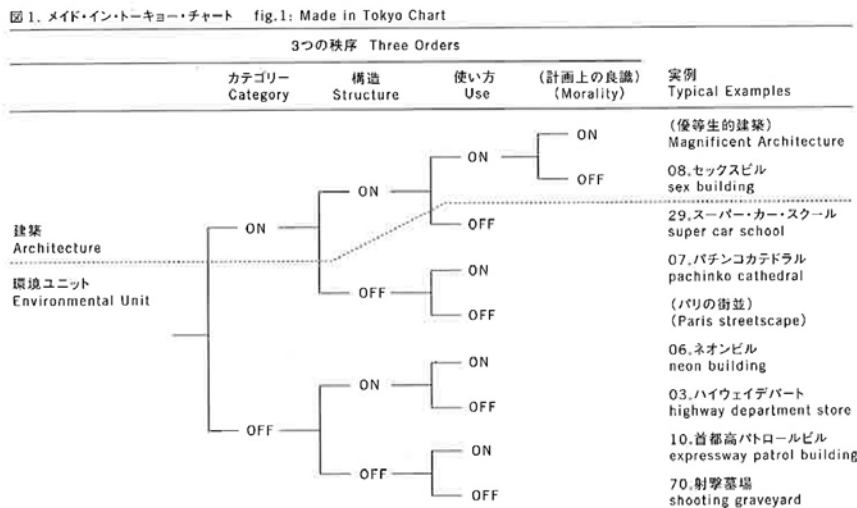 図1. メイド・イン・トーキョー・チャート fig.1: Made in Tokyo Chart
3つの秩序 Three Orders
カテゴリー
Category
構造
Structure
使い方
Use
(計画上の良識)
(Morality)
実例
Typical Examples
建築
Architecture
環境ユニット
Environmental Unit
ON
OFF
ON
OFF
ON
OFF
ON
OFF
ON
OFF
ON
OFF
ON
OFF
ON
OFF
(優等生的建築)
Magnificent Architecture
08.セックスビル
sex building
29.スーパー・カー・スクール
super car school
07.パチンコカテドラル
pachinko cathedral
(パリの街並)
(Paris streetscape)
06.ネオンビル
neon building
03.ハイウェイデパート
highway department store
10.首都高パトロールビル
expressway patrol building
70.射撃墓場
shooting graveyard